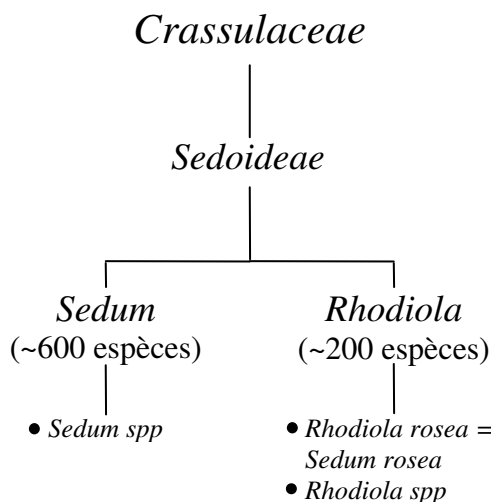 Crassulaceae
Sedoideae
Sedum
(~600 espèces)
• Sedum spp
Rhodiola
(~200 espèces)
• Rhodiola rosea =
Sedum rosea
• Rhodiola spp